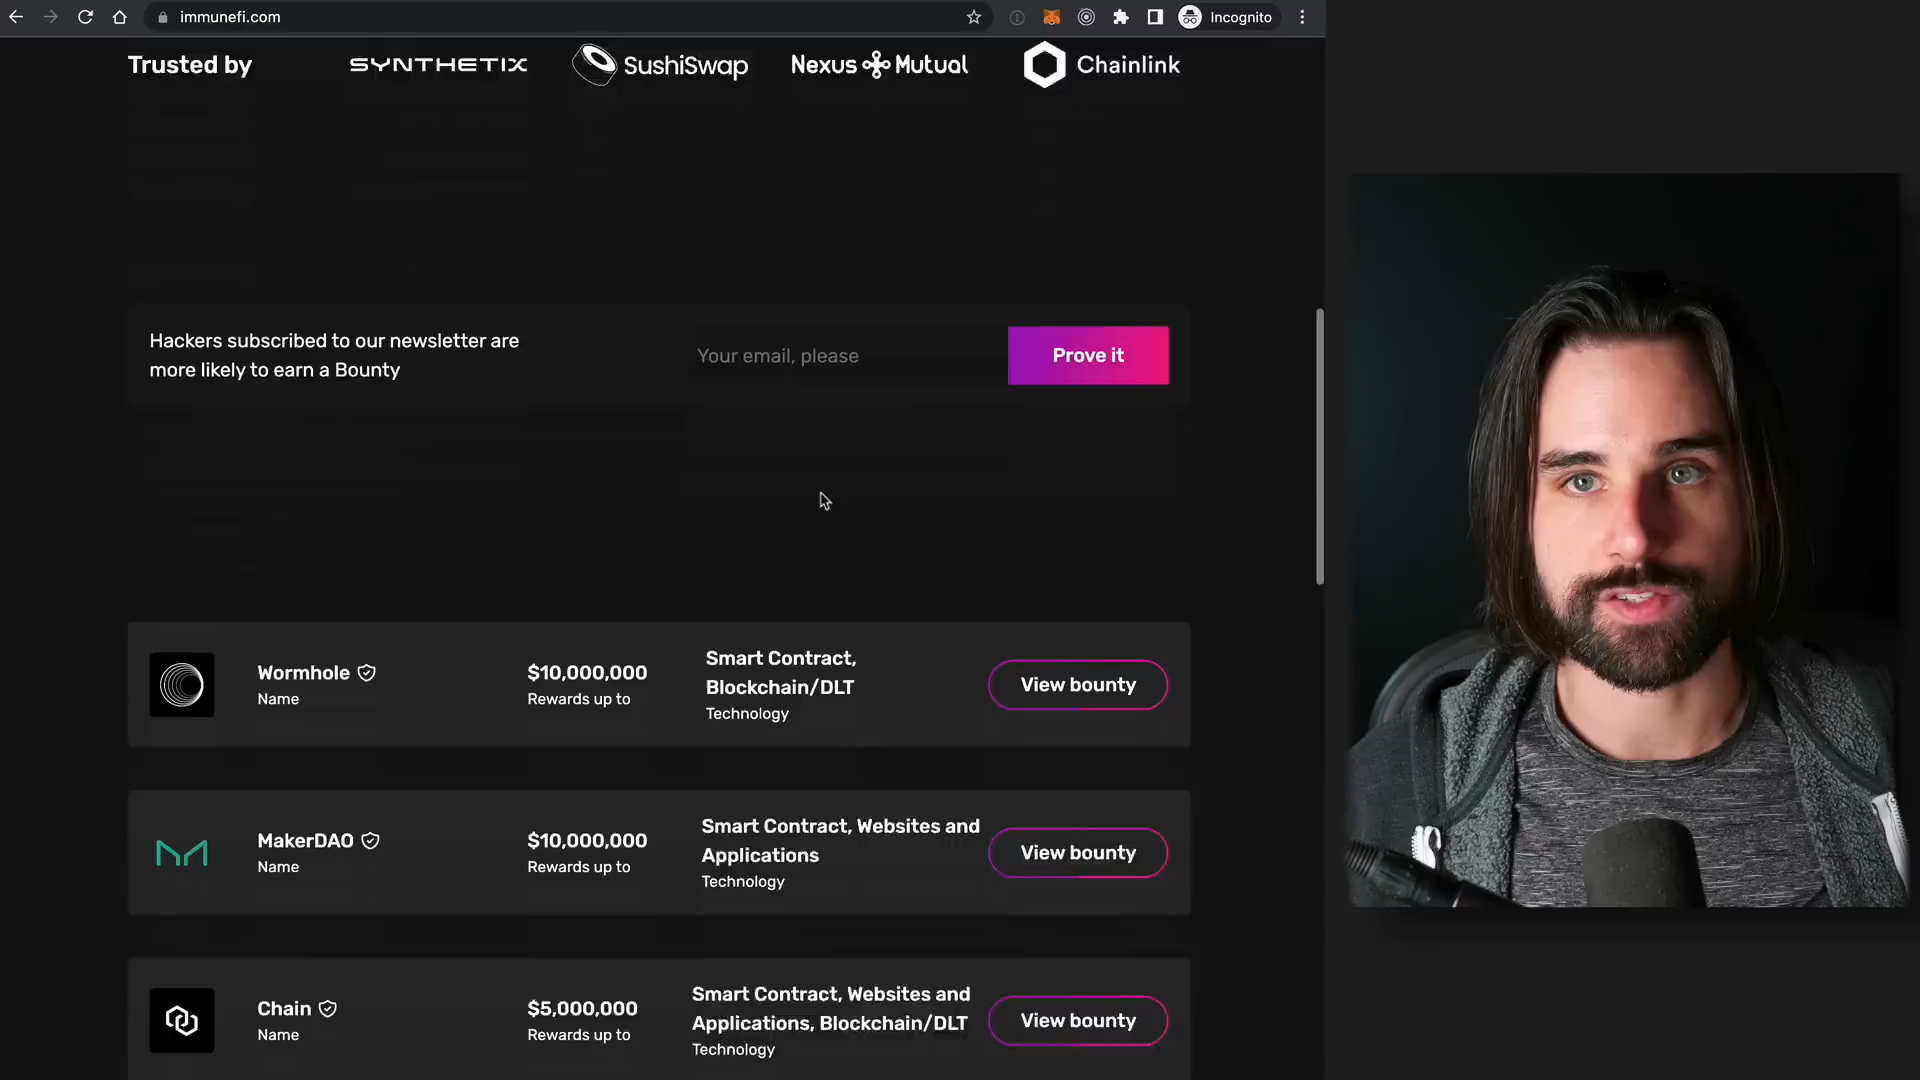 immunefi.com
Incognito
Trusted by
SYNTHETIX
SushiSwap
Nexus Mutual
Chainlink
Hackers subscribed to our newsletter are
more likely to earn a Bounty
Your email, please
Prove it
Wormhole
Name
$10,000,000
Rewards up to
Smart Contract,
Blockchain/DLT
Technology
View bounty
MakerDAO
Name
$10,000,000
Rewards up to
Smart Contract, Websites and
Applications
Technology
View bounty
Chain
Name
$5,000,000
Rewards up to
Smart Contract, Websites and
Applications, Blockchain/DLT
Technology
View bounty